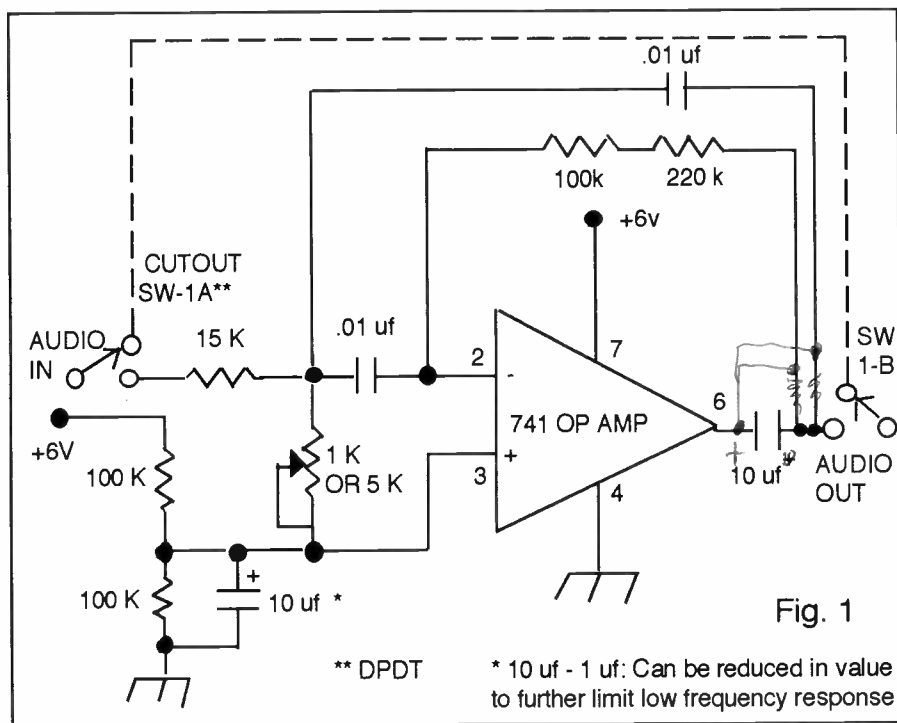 .01 uf
100k
220 k
+6v
CUTOUT
SW-1A**
AUDIO
IN
15 K
.01 uf
2
-
7
SW
1-B
6
741 OP AMP
+6V
1 K
OR 5 K
3
+
4
+
10 uf *
AUDIO
OUT
100 K
100 K
+
10 uf *
Fig. 1
** DPDT
* 10 uf - 1 uf: Can be reduced in value
to further limit low frequency response